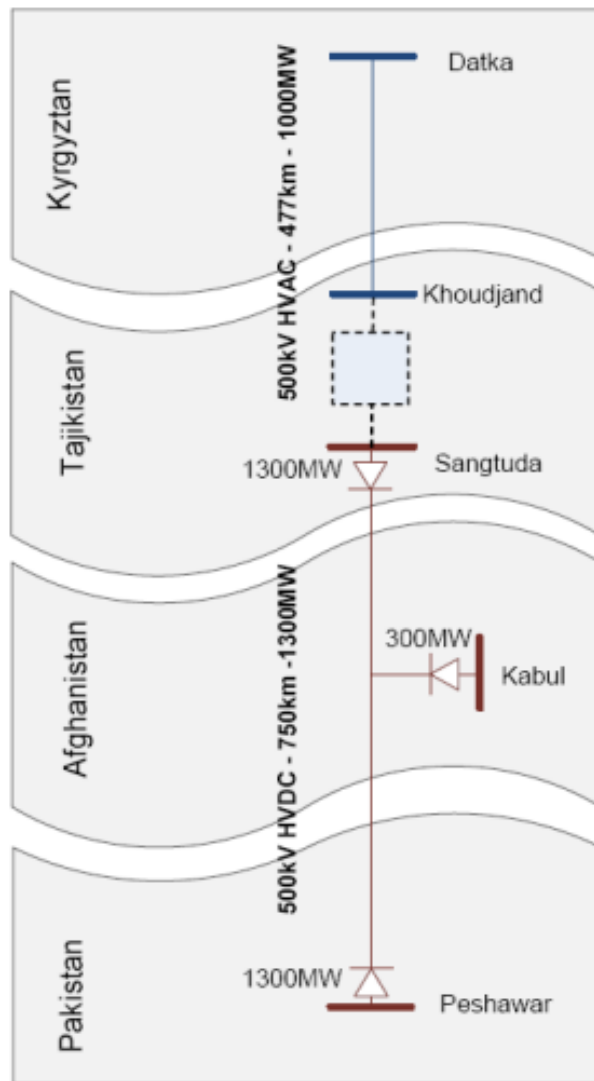 Kyrgyztan
500kV HVAC - 477km - 1000MW
Datka
Khoudjand
Tajikistan
1300MW
Sangtuda
Afghanistan
500kV HVDC - 750km -1300MW
300MW
Kabul
Pakistan
1300MW
Peshawar